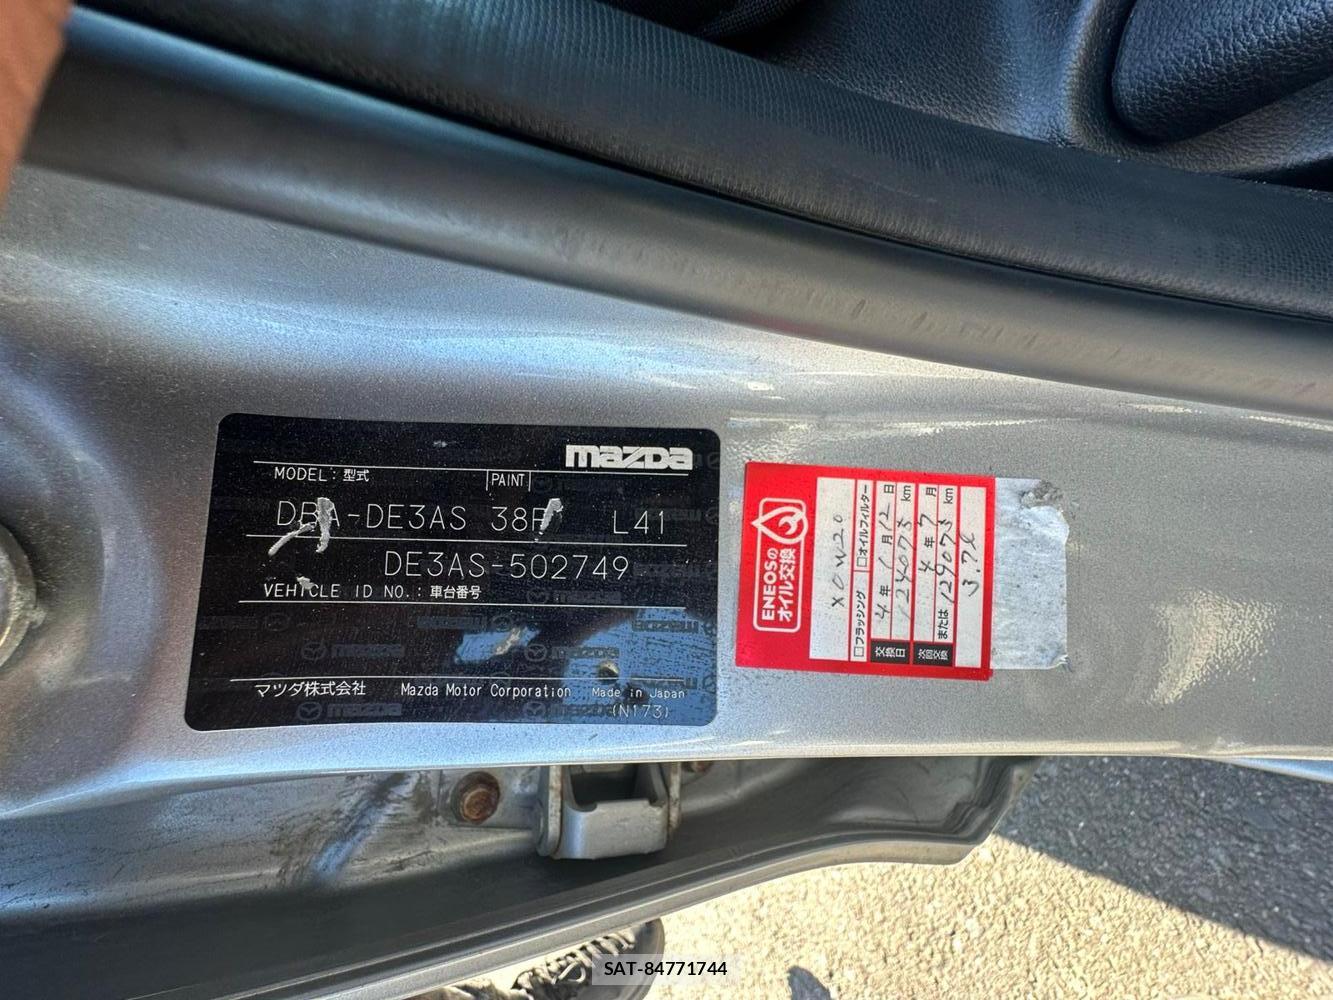 mazda
MODEL: 型式
PAINT
DBA-DE3AS 38P L41
DE3AS-502749
VEHICLE ID NO.: 車台番号
マツダ株式会社 Mazda Motor Corporation Made in Japan
(N173)
ENEOSの
オイル交換
XOW20
□フラッシング □オイルフィルター
交換日 4年 1月12日
km
次回交換 4年 7月
または 129075 km
3.7ℓ
SAT-84771744